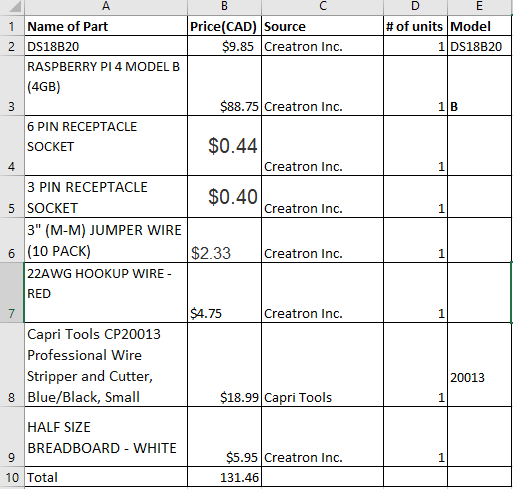 A B C D E
1 Name of Part Price(CAD) Source # of units Model
2 DS18B20 $9.85 Creatron Inc. 1 DS18B20
RASPBERRY PI 4 MODEL B
(4GB)
3 $88.75 Creatron Inc. 1 B
6 PIN RECEPTACLE
SOCKET $0.44
4 Creatron Inc. 1
3 PIN RECEPTACLE
5 SOCKET $0.40 Creatron Inc. 1
3" (M-M) JUMPER WIRE
6 (10 PACK) $2.33 Creatron Inc. 1
22AWG HOOKUP WIRE -
RED
7 $4.75 Creatron Inc. 1
Capri Tools CP20013
Professional Wire
Stripper and Cutter, 20013
8 Blue/Black, Small $18.99 Capri Tools 1
HALF SIZE
BREADBOARD - WHITE
9 $5.95 Creatron Inc. 1
10 Total 131.46